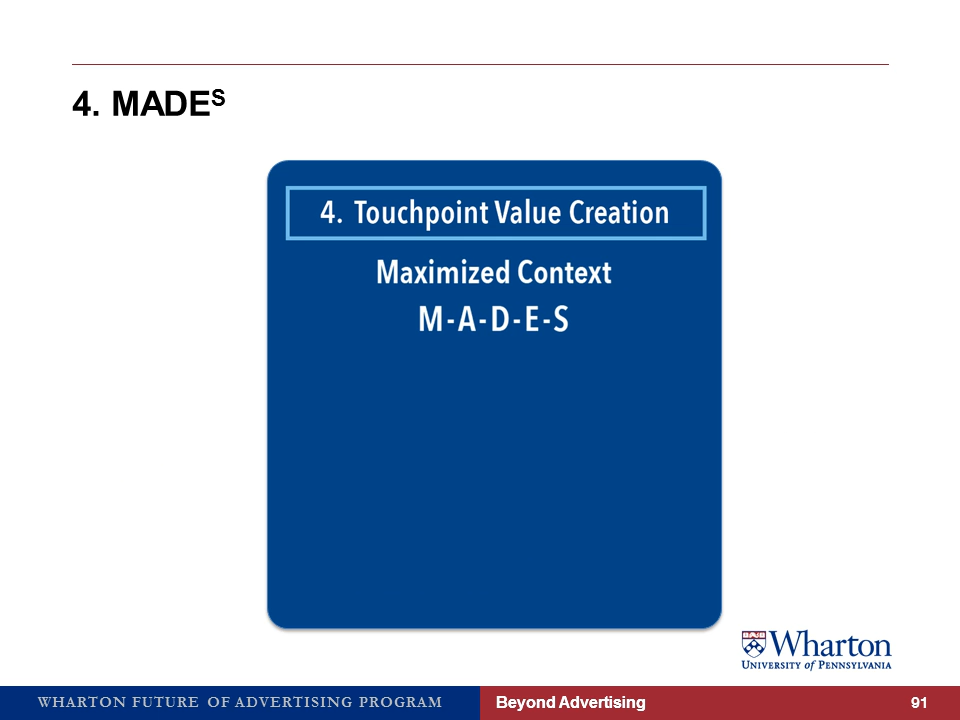 4. MADES
4. Touchpoint Value Creation
Maximized Context
M-A-D-E-S
Wharton
UNIVERSITY of PENNSYLVANIA
WHARTON FUTURE OF ADVERTISING PROGRAM
Beyond Advertising
91